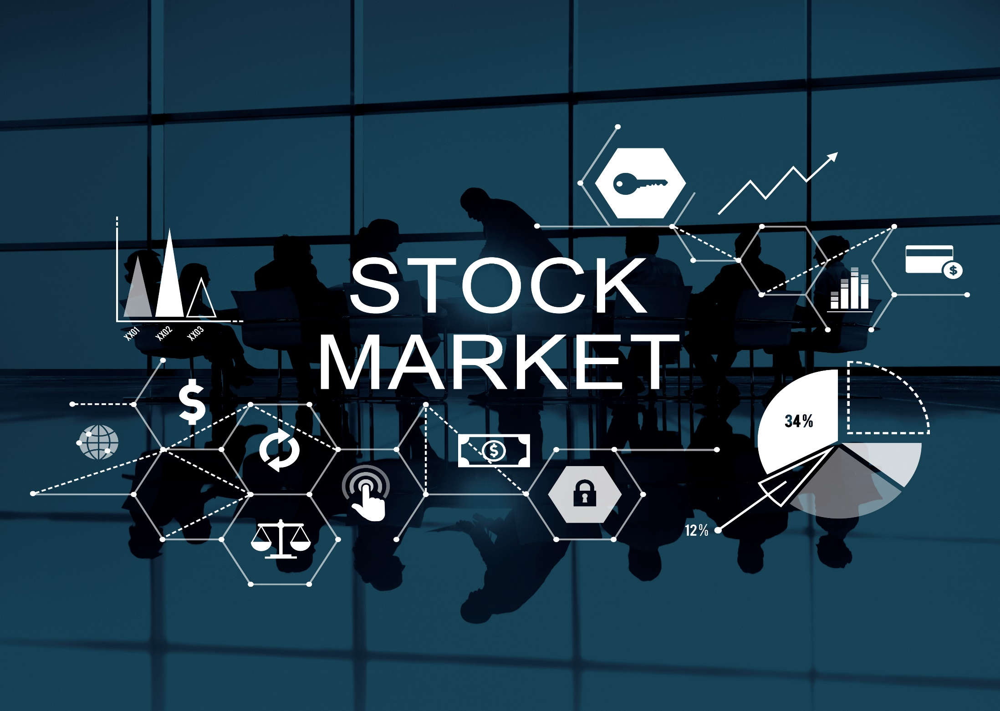 STOCK
MARKET
XX01
XX02
XX03
$
$
$
34%
12%